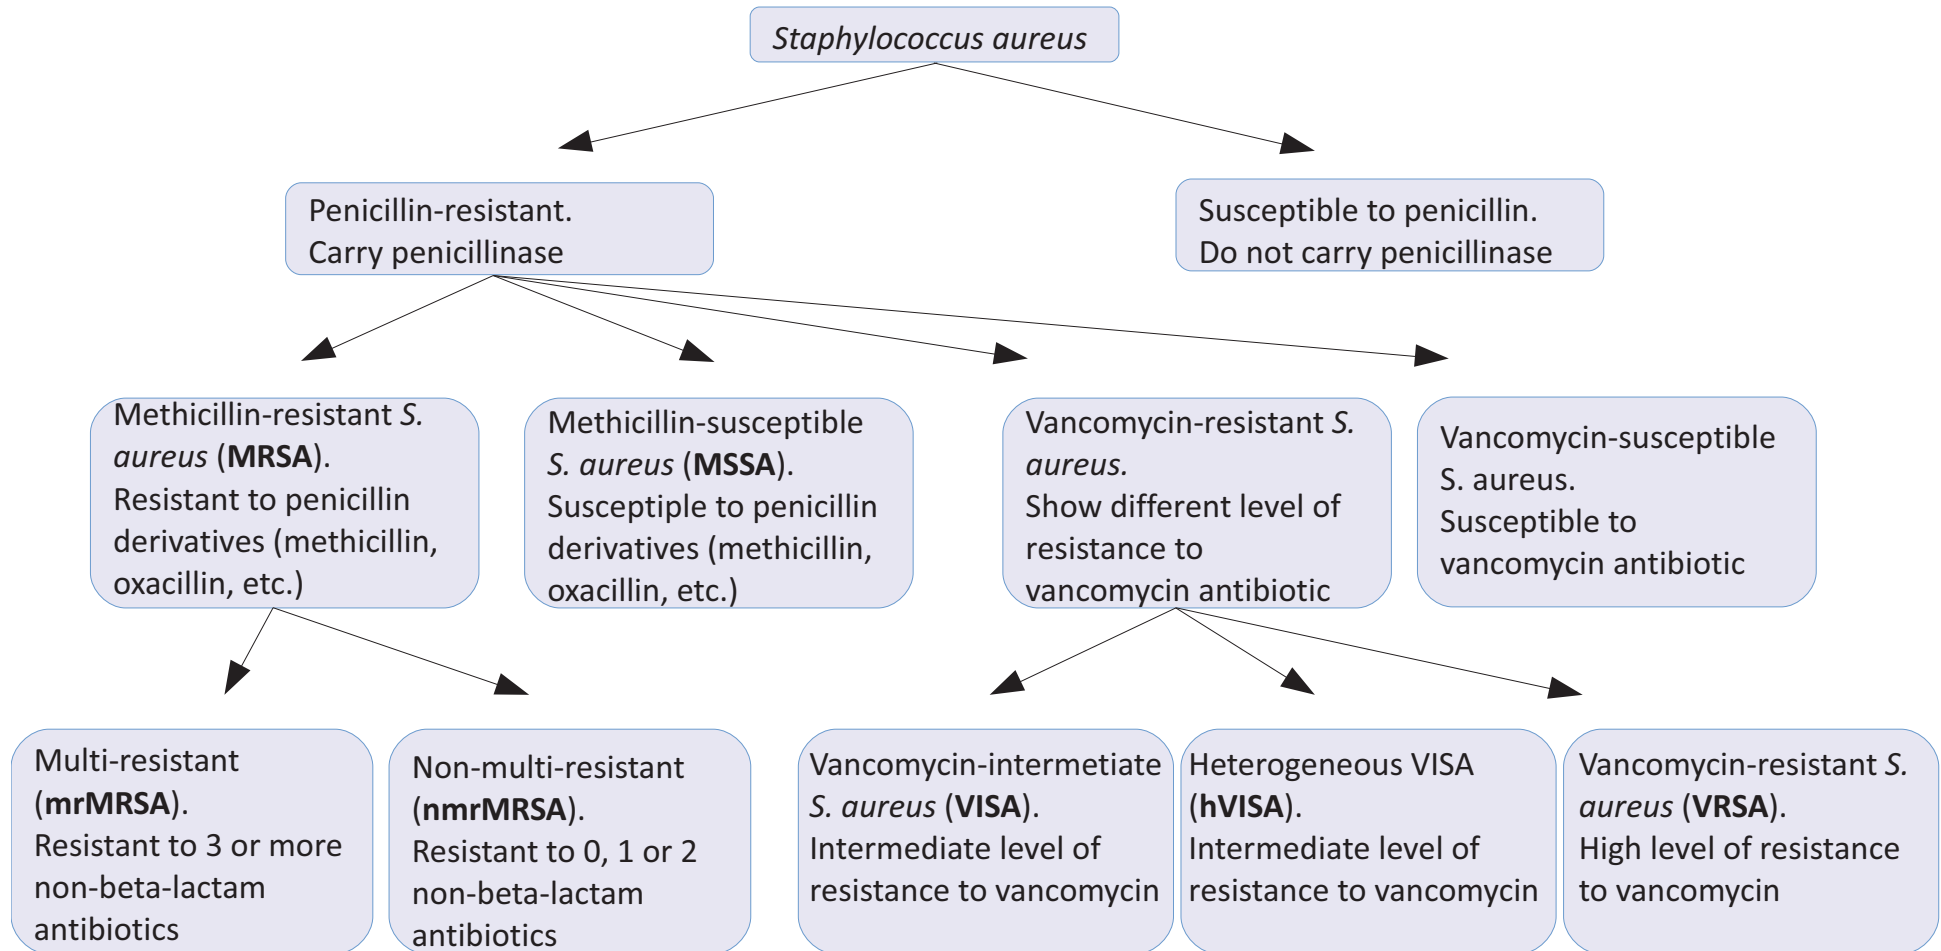 Staphylococcus aureus
Penicillin-resistant.
Carry penicillinase
Susceptible to penicillin.
Do not carry penicillinase
Methicillin-resistant S.
aureus (MRSA).
Resistant to penicillin
derivatives (methicillin,
oxacillin, etc.)
Methicillin-susceptible
S. aureus (MSSA).
Susceptiple to penicillin
derivatives (methicillin,
oxacillin, etc.)
Vancomycin-resistant S.
aureus.
Show different level of
resistance to
vancomycin antibiotic
Vancomycin-susceptible
S. aureus.
Susceptible to
vancomycin antibiotic
Multi-resistant
(mrMRSA).
Resistant to 3 or more
non-beta-lactam
antibiotics
Non-multi-resistant
(nmrMRSA).
Resistant to 0, 1 or 2
non-beta-lactam
antibiotics
Vancomycin-intermetiate
S. aureus (VISA).
Intermediate level of
resistance to vancomycin
Heterogeneous VISA
(hVISA).
Intermediate level of
resistance to vancomycin
Vancomycin-resistant S.
aureus (VRSA).
High level of resistance
to vancomycin